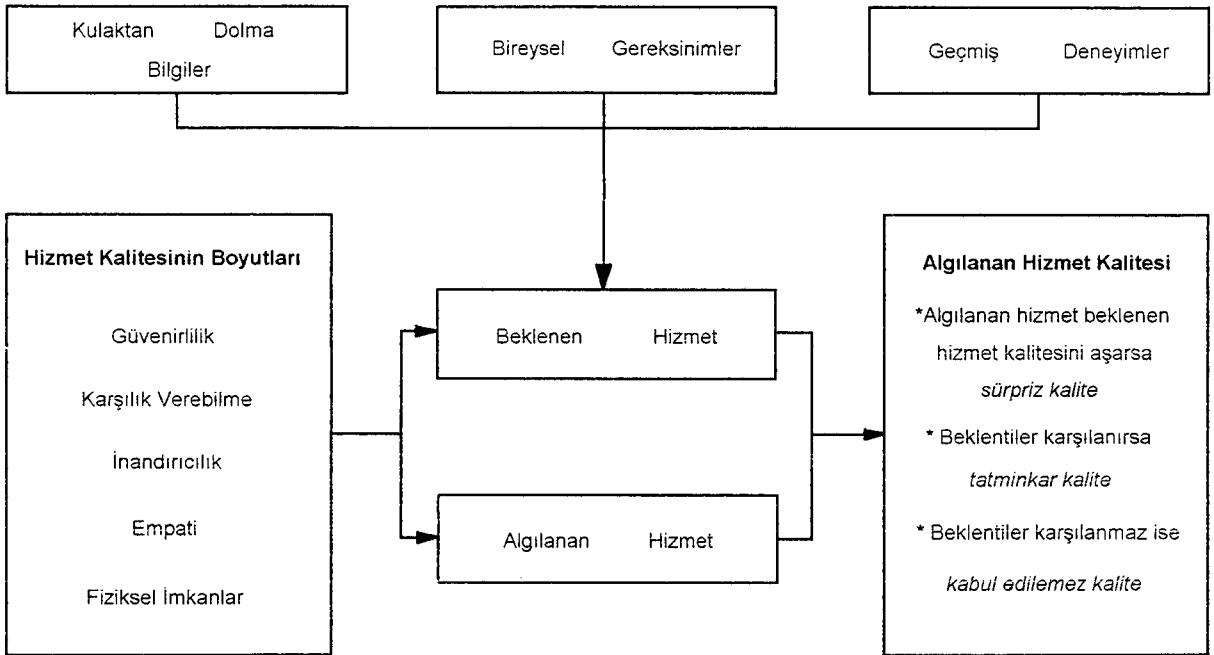 Kulaktan Dolma
Bilgiler
Bireysel Gereksinimler
Geçmiş Deneyimler
Hizmet Kalitesinin Boyutları
Güvenirlilik
Karşılık Verebilme
İnandırıcılık
Empati
Fiziksel İmkanlar
Beklenen Hizmet
Algılanan Hizmet
Algılanan Hizmet Kalitesi
*Algılanan hizmet beklenen
hizmet kalitesini aşarsa
sürpriz kalite
* Beklentiler karşılanırsa
tatminkar kalite
* Beklentiler karşılanmaz ise
kabul edilemez kalite